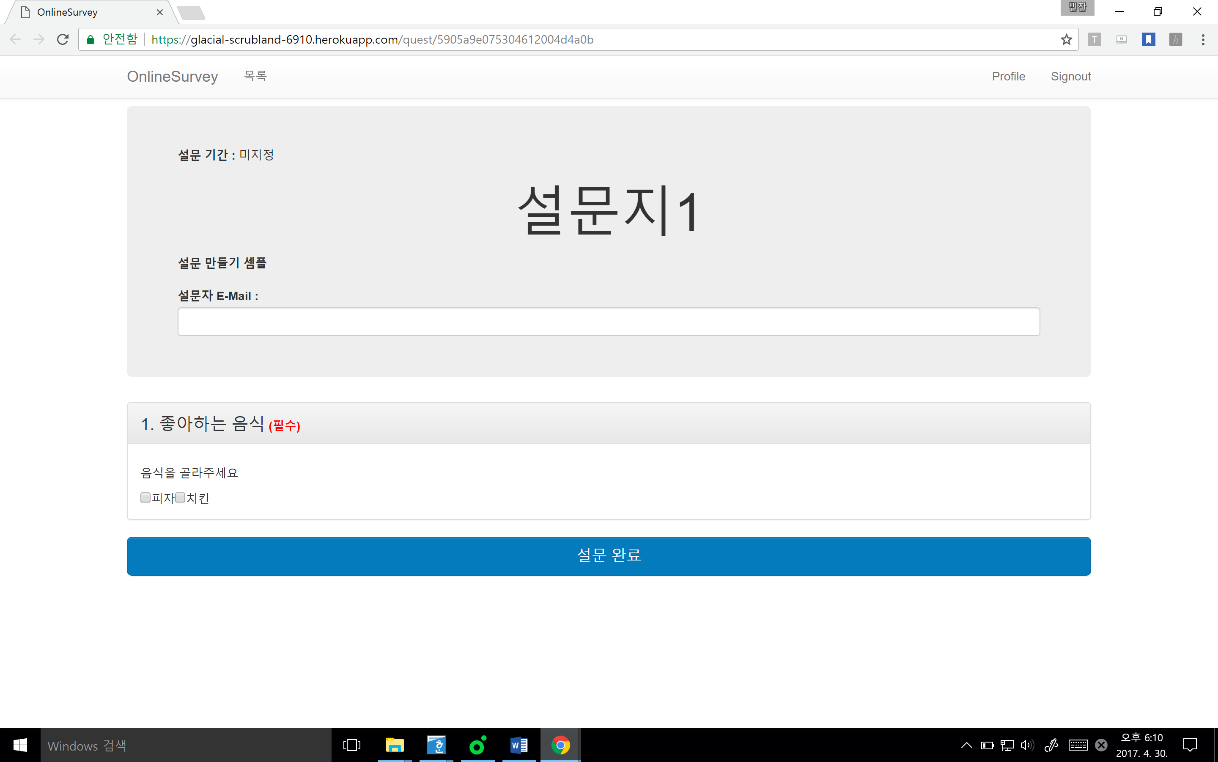 OnlineSurvey
안전함
https://glacial-scrubland-6910.herokuapp.com/quest/5905a9e075304612004d4a0b
OnlineSurvey 목록 Profile Signout
설문 기간 : 미지정
설문지1
설문 만들기 셈플
설문자 E-Mail :
1. 좋아하는 음식 (필수)
음식을 골라주세요
피자 치킨
설문 완료
Windows 검색
오후 6:10
2017. 4. 30.